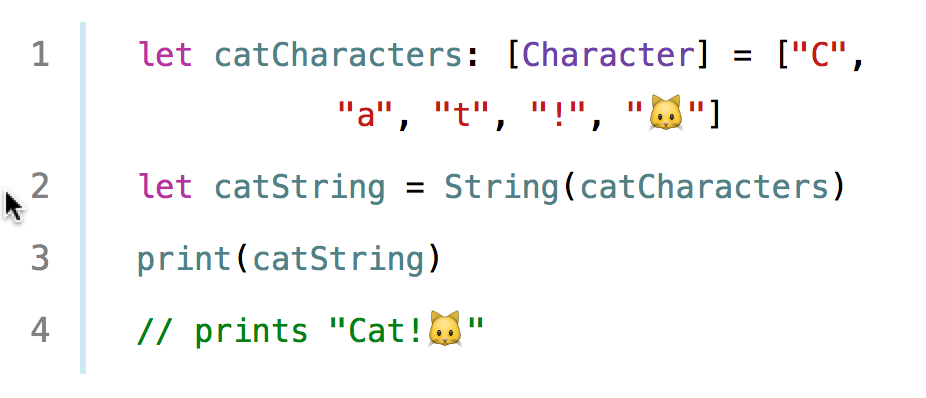 1 let catCharacters: [Character] = ["C",
"a", "t", "!", "🐱"]
2 let catString = String(catCharacters)
3 print(catString)
4 // prints "Cat!🐱"